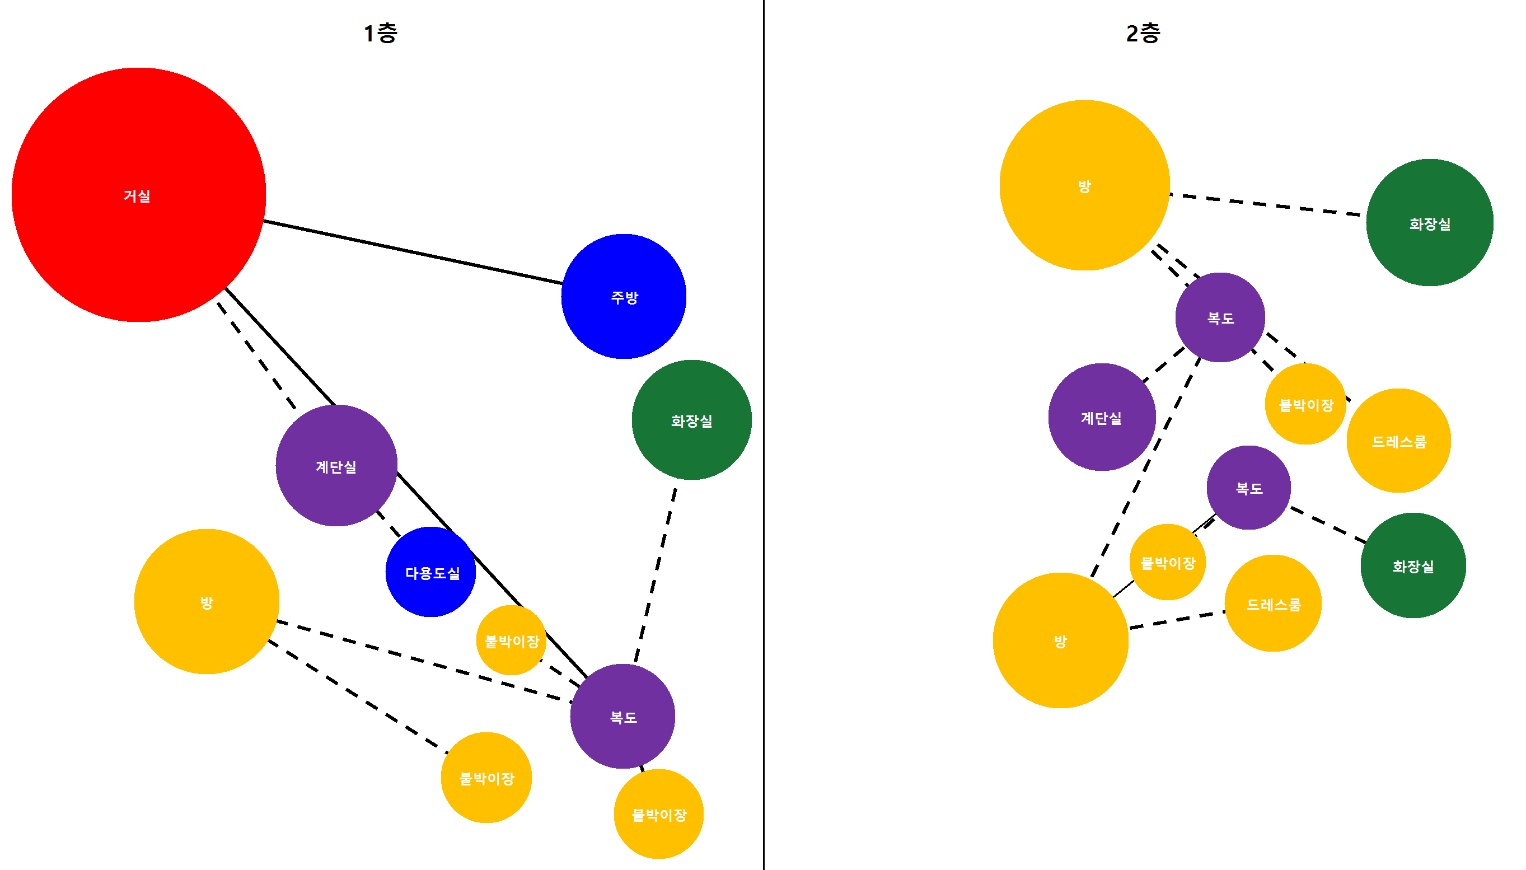 1층
거실
주방
화장실
계단실
다용도실
방
붙박이장
복도
붙박이장
붙박이장
2층
방
화장실
복도
계단실
붙박이장
드레스룸
복도
붙박이장
화장실
드레스룸
방